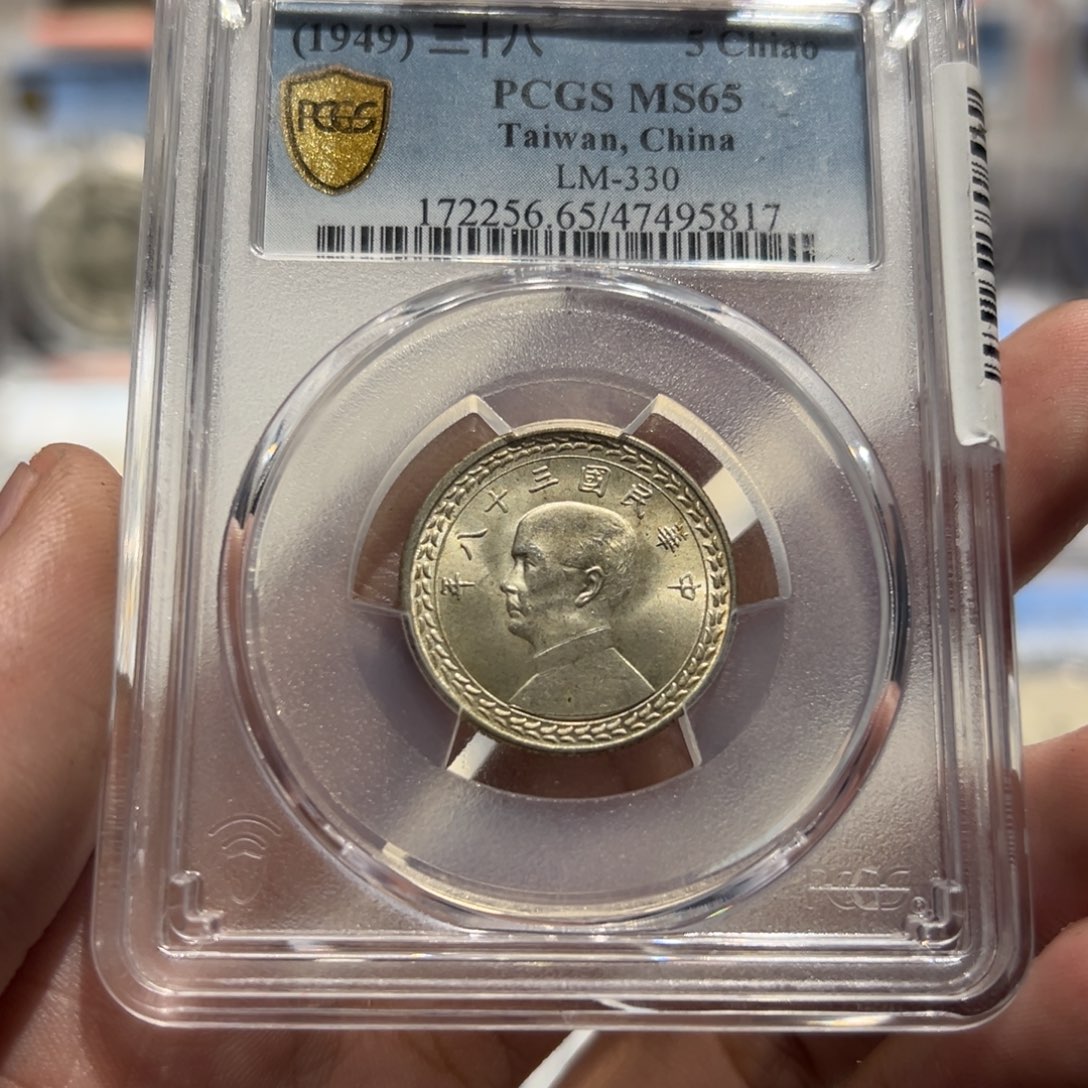 (1949) 三十八 5 Chiao
PCGS
PCGS MS65
Taiwan, China
LM-330
172256.65/47495817
中華民國三十八年
PCGS